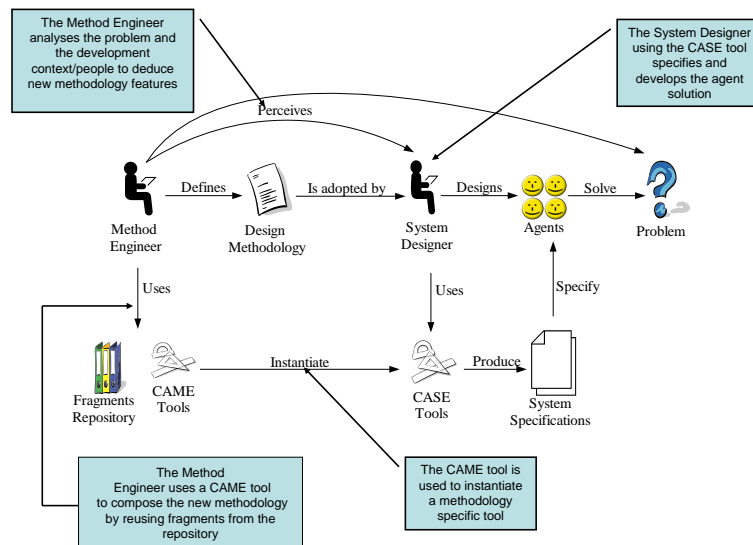 The Method Engineer
analyses the problem and
the development
context/people to deduce
new methodology features
The System Designer
using the CASE tool
specifies and
develops the agent
solution
Perceives
Defines
Is adopted by
Designs
Solve
Method
Engineer
Design
Methodology
System
Designer
Agents
Problem
Uses
Uses
Specify
Fragments
Repository
CAME
Tools
Instantiate
CASE
Tools
Produce
System
Specifications
The Method
Engineer uses a CAME tool
to compose the new methodology
by reusing fragments from the
repository
The CAME tool is
used to instantiate
a methodology
specific tool